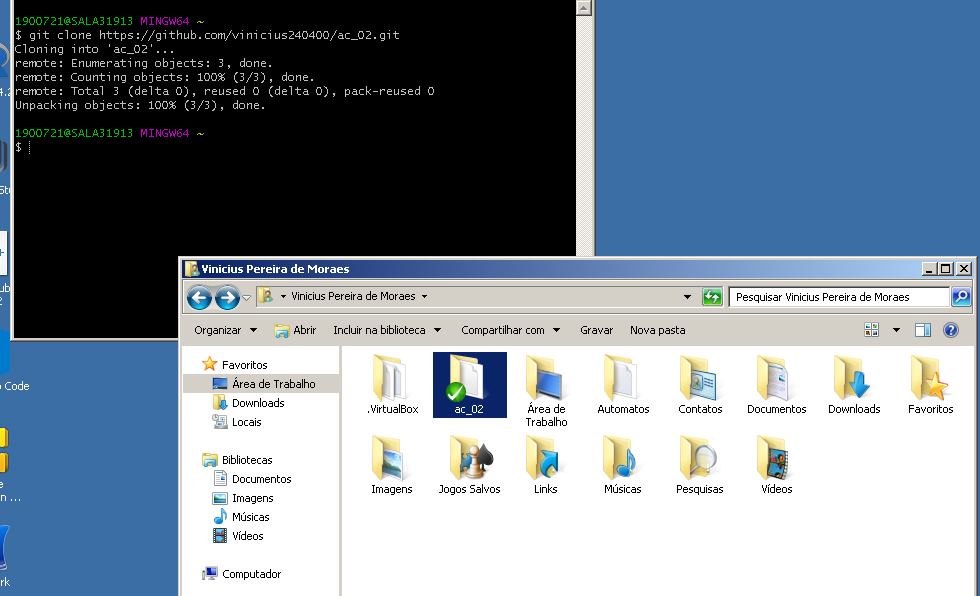 1900721@SALA31913 MINGW64 ~
$ git clone https://github.com/vinicius240400/ac_02.git
Cloning into 'ac_02'...
remote: Enumerating objects: 3, done.
remote: Counting objects: 100% (3/3), done.
remote: Total 3 (delta 0), reused 0 (delta 0), pack-reused 0
Unpacking objects: 100% (3/3), done.
1900721@SALA31913 MINGW64 ~
$
Code
Vinicius Pereira de Moraes
Vinicius Pereira de Moraes
Pesquisar Vinicius Pereira de Moraes
Organizar
Abrir
Incluir na biblioteca
Compartilhar com
Gravar
Nova pasta
Favoritos
Área de Trabalho
Downloads
Locais
Bibliotecas
Documentos
Imagens
Músicas
Vídeos
Computador
.VirtualBox
ac_02
Área de
Trabalho
Automatos
Contatos
Documentos
Downloads
Favoritos
Imagens
Jogos Salvos
Links
Músicas
Pesquisas
Vídeos